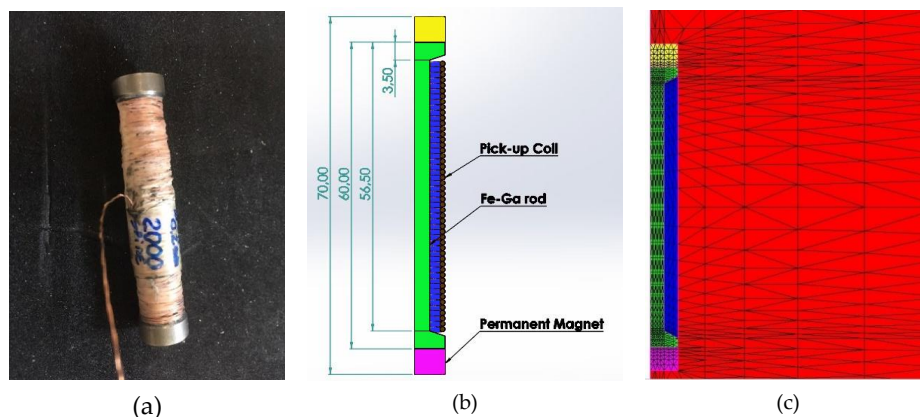 2000
70,00
60,00
56,50
3,50
Pick-up Coil
Fe-Ga rod
Permanent Magnet
(a)
(b)
(c)